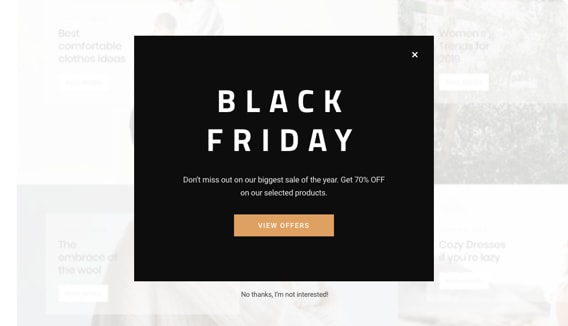 Best
comfortable
clothes ideas
Women's
Trends for
2019
×
BLACK
FRIDAY
Don't miss out on our biggest sale of the year. Get 70% OFF
on our selected products.
VIEW OFFERS
The
embrace of
the wool
Cozy Dresses
if you're lazy
No thanks, I'm not interested!